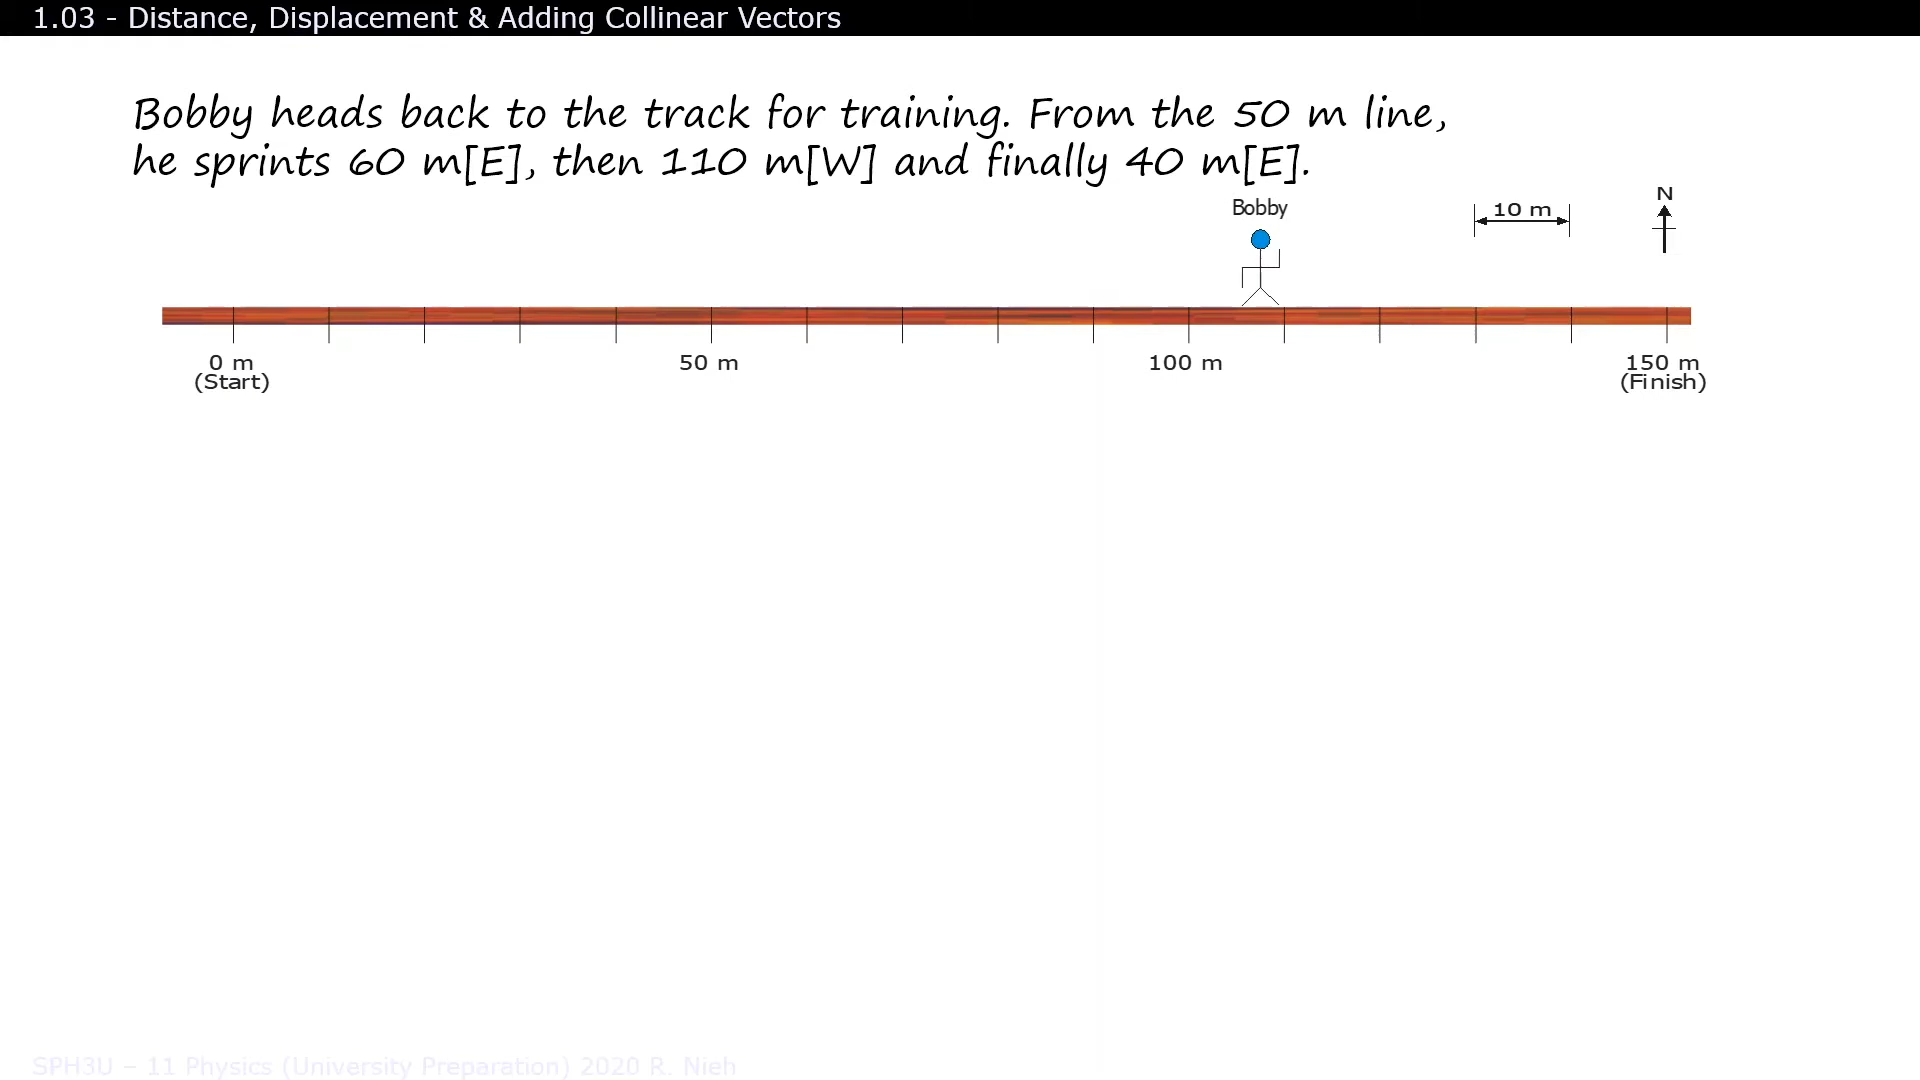 1.03 - Distance, Displacement & Adding Collinear Vectors
Bobby heads back to the track for training. From the 50 m line,
he sprints 60 m[E], then 110 m[W] and finally 40 m[E].
Bobby
10 m
N
0 m
(Start)
50 m
100 m
150 m
(Finish)
SPH3U – 11 Physics (University Preparation) 2020 R. Nieh